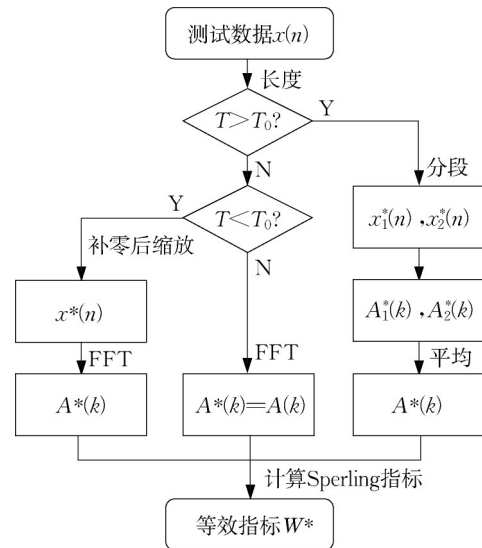 测试数据x(n)
长度
T>T₀?
Y
N
分段
Y
T<T₀?
x₁*(n),x₂*(n)
补零后缩放
N
x*(n)
A₁*(k),A₂*(k)
FFT
FFT
平均
A*(k)
A*(k)=A(k)
A*(k)
计算Sperling指标
等效指标W*